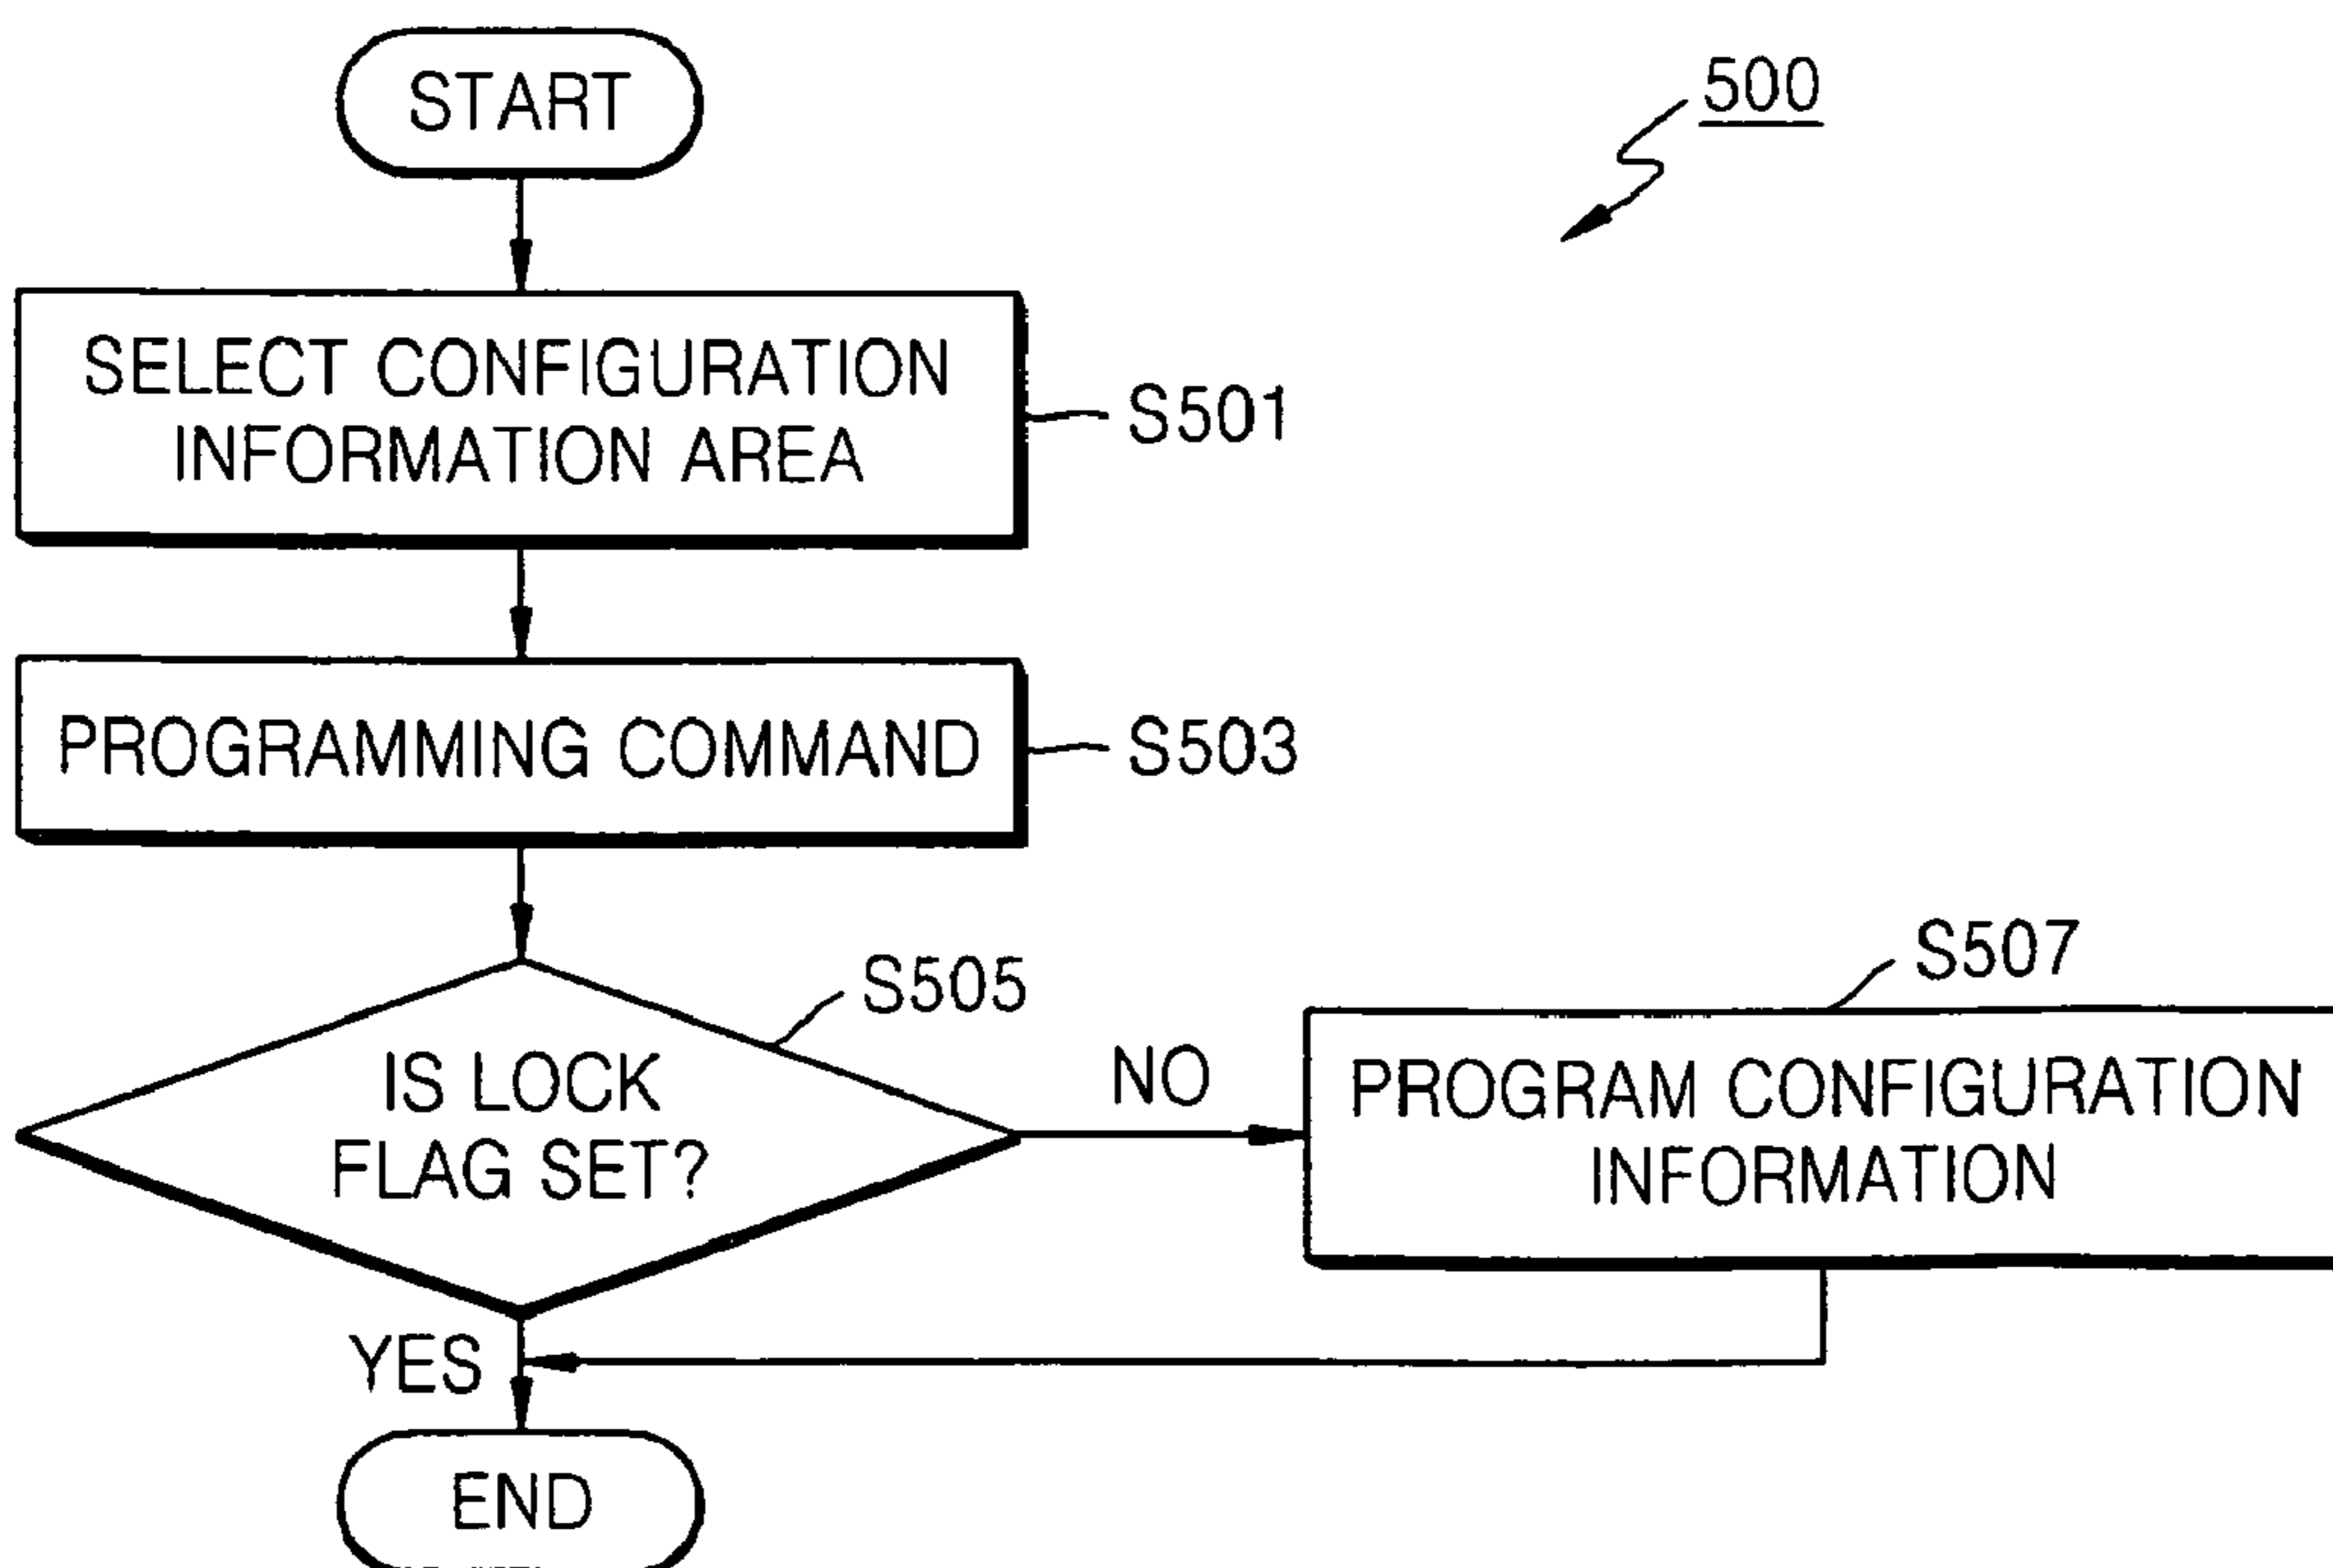 START
500
SELECT CONFIGURATION
INFORMATION AREA
S501
PROGRAMMING COMMAND
S503
S505
IS LOCK
FLAG SET?
NO
S507
PROGRAM CONFIGURATION
INFORMATION
YES
END